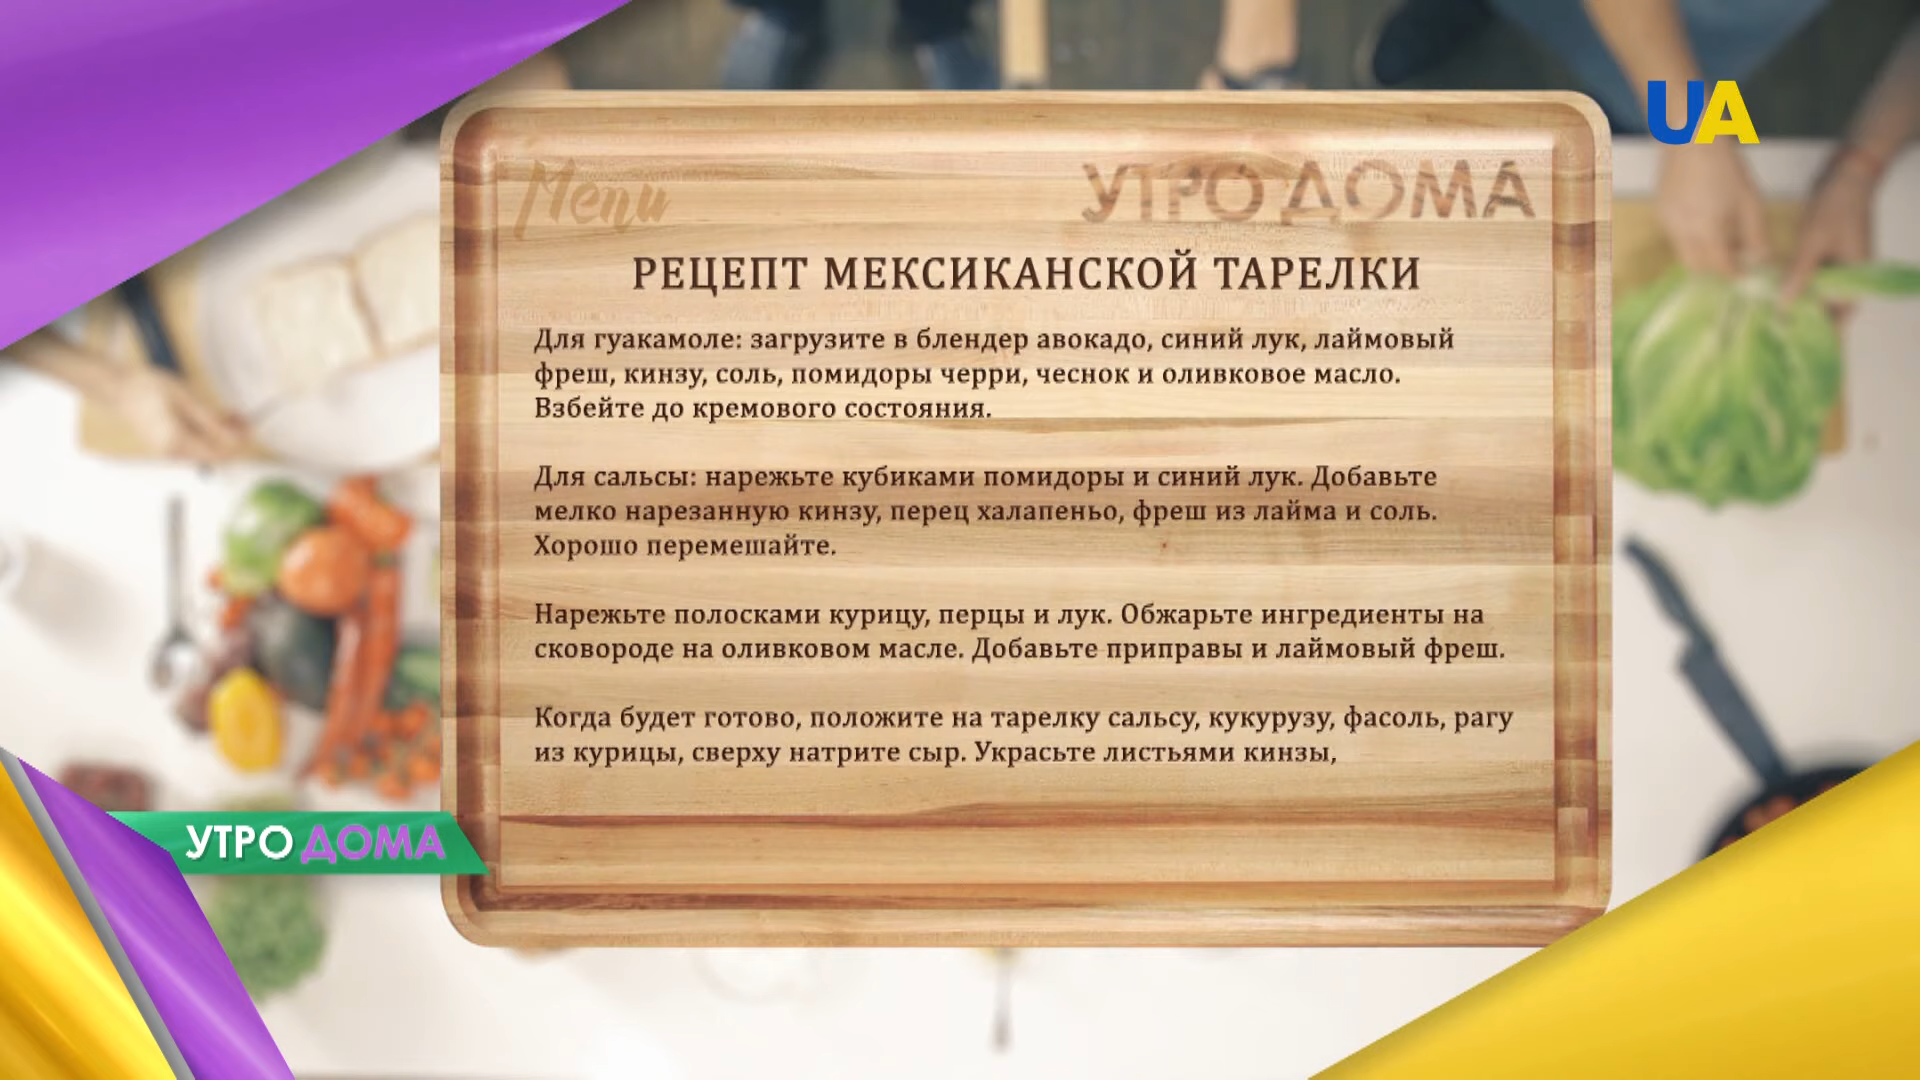 UA
Menu
УТРО ДОМА
РЕЦЕПТ МЕКСИКАНСКОЙ ТАРЕЛКИ
Для гуакамоле: загрузите в блендер авокадо, синий лук, лаймовый
фреш, кинзу, соль, помидоры черри, чеснок и оливковое масло.
Взбейте до кремового состояния.
Для сальсы: нарежьте кубиками помидоры и синий лук. Добавьте
мелко нарезанную кинзу, перец халапеньо, фреш из лайма и соль.
Хорошо перемешайте.
Нарежьте полосками курицу, перцы и лук. Обжарьте ингредиенты на
сковороде на оливковом масле. Добавьте приправы и лаймовый фреш.
Когда будет готово, положите на тарелку сальсу, кукурузу, фасоль, рагу
из курицы, сверху натрите сыр. Украсьте листьями кинзы,
УТРО ДОМА